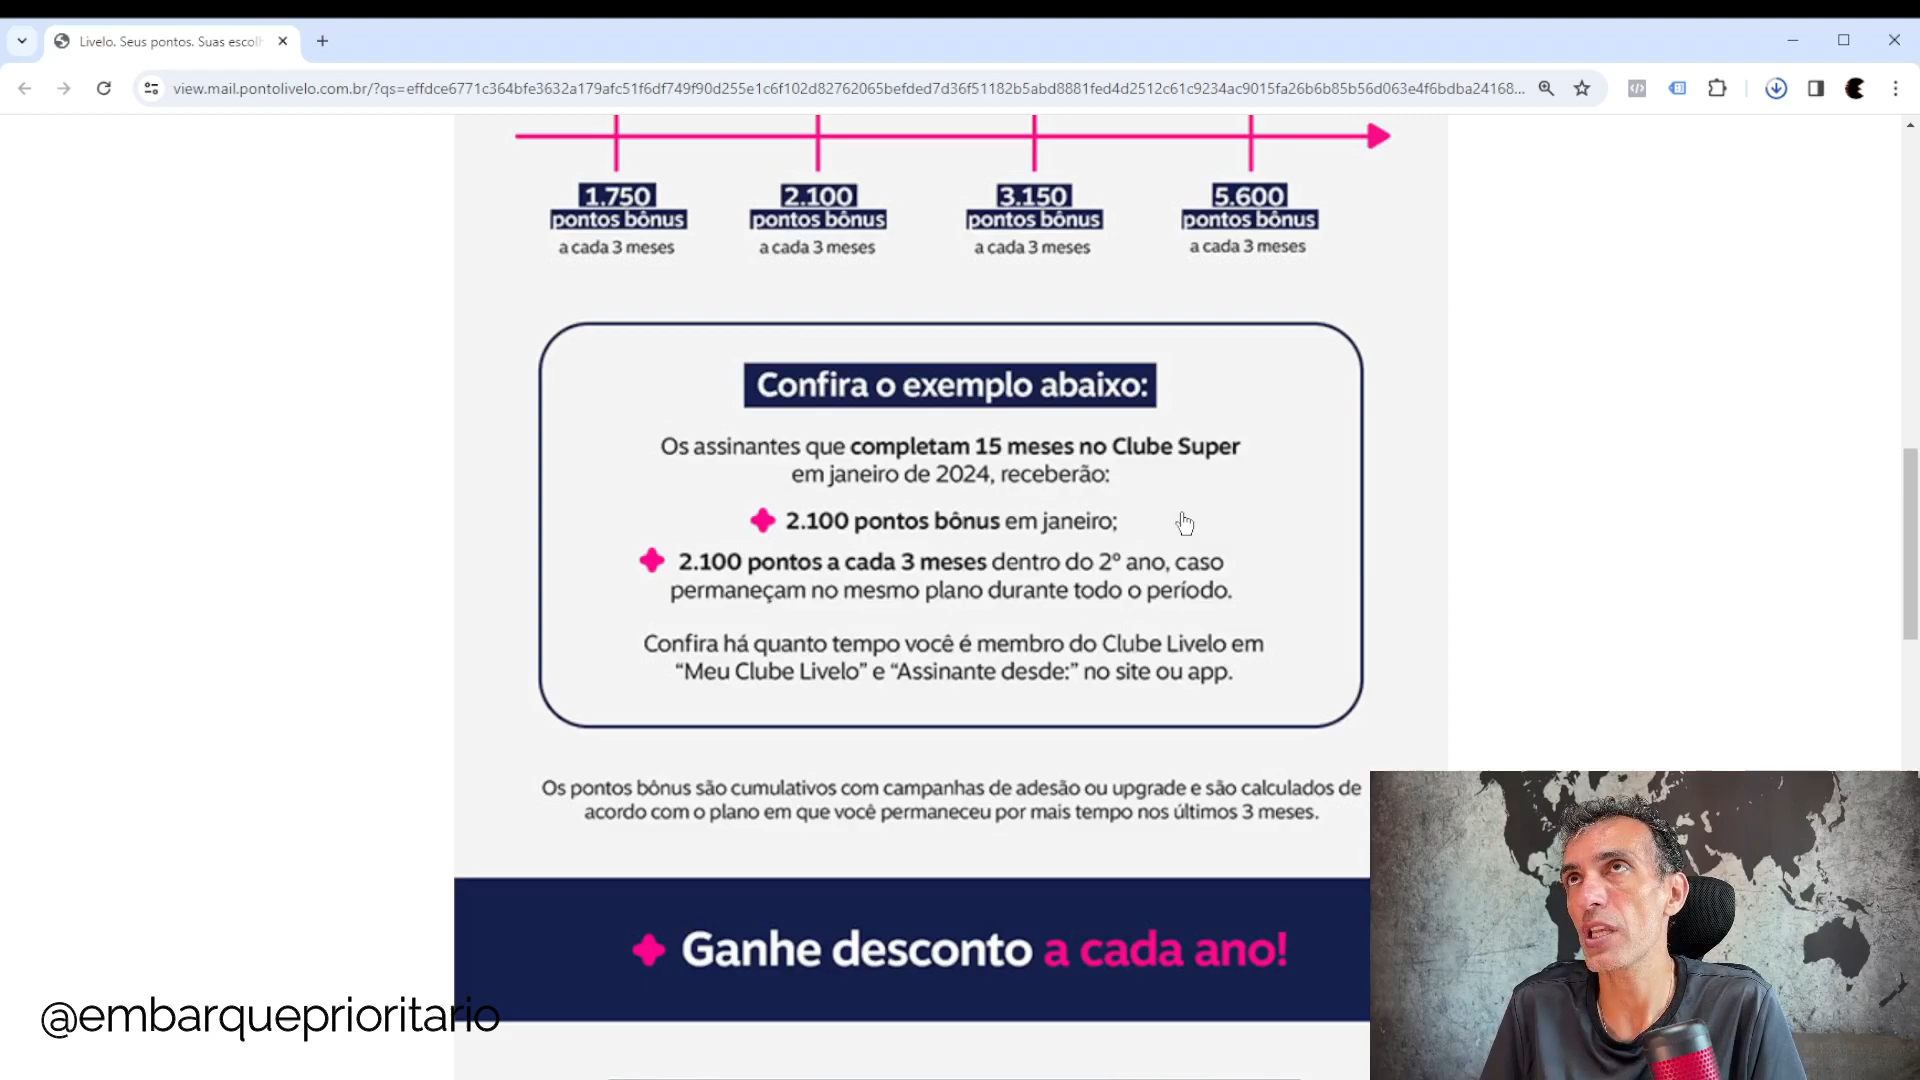 Livelo. Seus pontos. Suas escolh
view.mail.pontolivelo.com.br/?qs=effdce6771c364bfe3632a179afc51f6df749f90d255e1c6f102d82762065befded7d36f51182b5abd8881fed4d2512c61c9234ac9015fa26b6b85b56d063e4f6bdba24168...
1.750 2.100 3.150 5.600
pontos bônus pontos bônus pontos bônus pontos bônus
a cada 3 meses a cada 3 meses a cada 3 meses a cada 3 meses
Confira o exemplo abaixo:
Os assinantes que completam 15 meses no Clube Super
em janeiro de 2024, receberão:
2.100 pontos bônus em janeiro;
2.100 pontos a cada 3 meses dentro do 2º ano, caso
permaneçam no mesmo plano durante todo o período.
Confira há quanto tempo você é membro do Clube Livelo em
“Meu Clube Livelo” e “Assinante desde:” no site ou app.
Os pontos bônus são cumulativos com campanhas de adesão ou upgrade e são calculados de
acordo com o plano em que você permaneceu por mais tempo nos últimos 3 meses.
Ganhe desconto a cada ano!
@embarqueprioritario